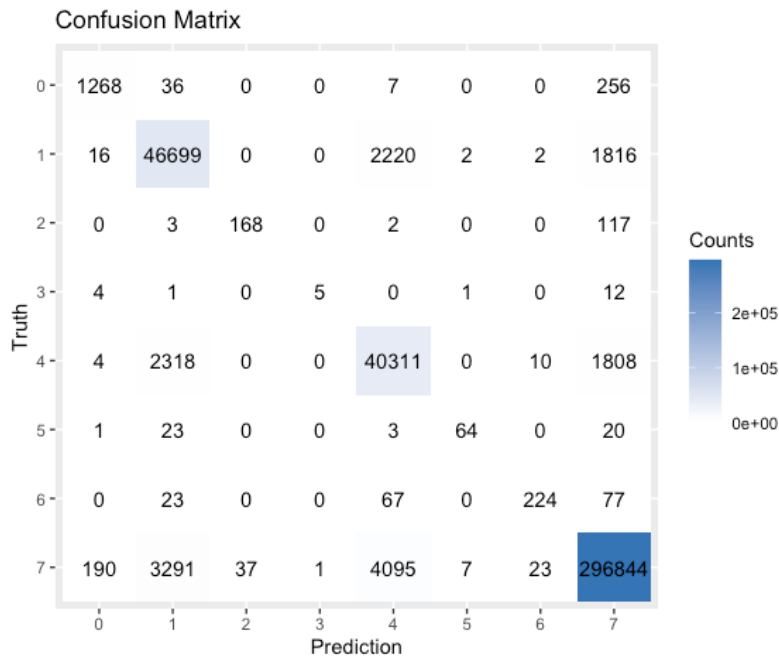 Confusion Matrix
0 1268 36 0 0 7 0 0 256
1 16 46699 0 0 2220 2 2 1816
2 0 3 168 0 2 0 0 117
3 4 1 0 5 0 1 0 12
4 4 2318 0 0 40311 0 10 1808
5 1 23 0 0 3 64 0 20
6 0 23 0 0 67 0 224 77
7 190 3291 37 1 4095 7 23 296844
0 1 2 3 4 5 6 7
Prediction
Truth
Counts
2e+05
1e+05
0e+00